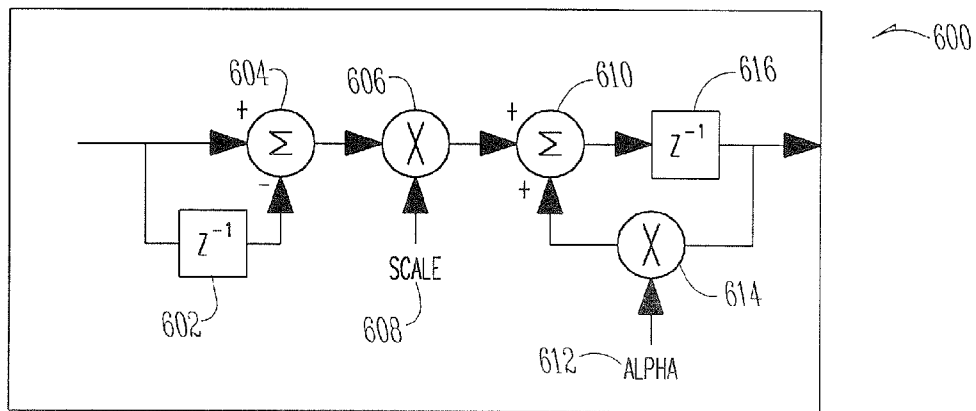 600
604
606
610
616
+
Σ
X
+
Σ
Z⁻¹
-
+
Z⁻¹
X
SCALE
602
608
614
612
ALPHA